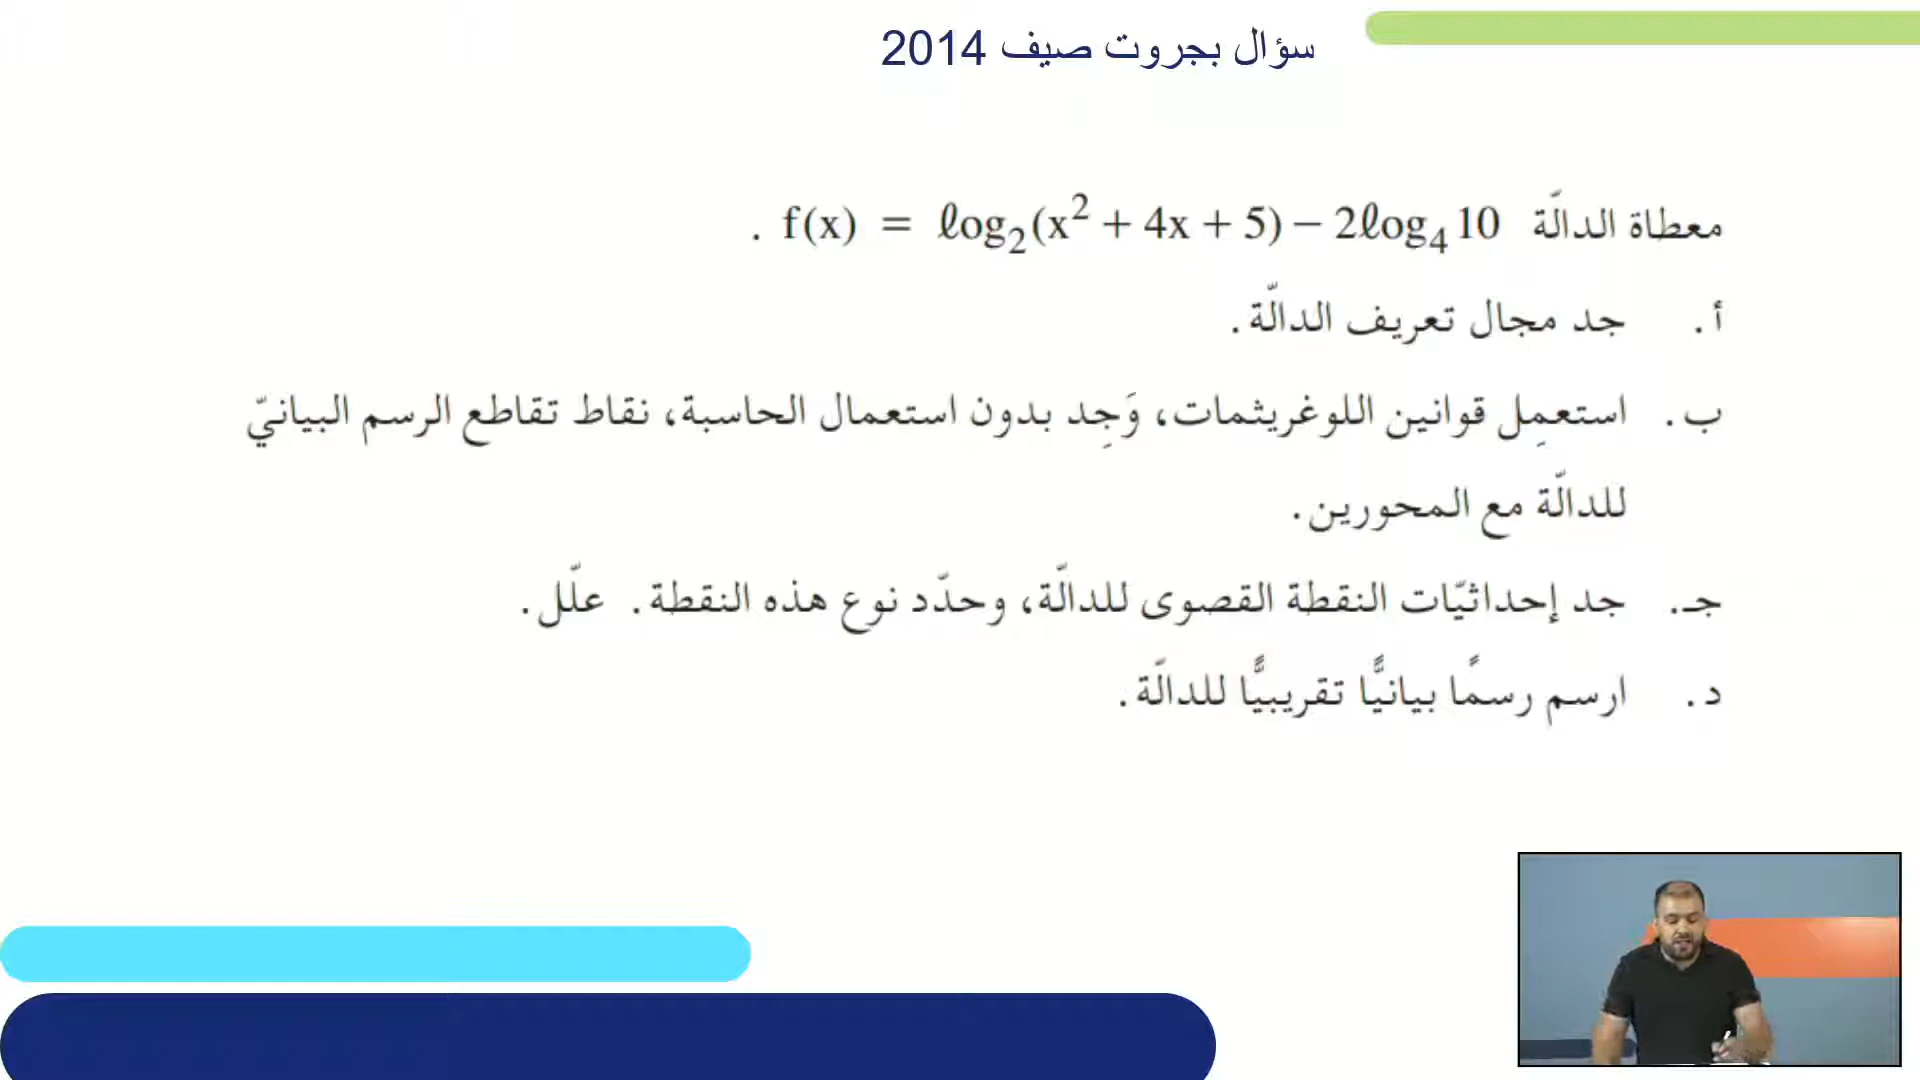 سؤال بجروت صيف 2014
معطاة الدالّة f(x) = ℓog₂(x² + 4x + 5) − 2ℓog₄ 10 .
أ. جد مجال تعريف الدالّة.
ب. استعمِل قوانين اللوغريثمات، وَجِد بدون استعمال الحاسبة، نقاط تقاطع الرسم البيانيّ
للدالّة مع المحورين.
جـ. جد إحداثيّات النقطة القصوى للدالّة، وحدّد نوع هذه النقطة. علّل.
د. ارسم رسمًا بيانيًّا تقريبيًّا للدالّة.